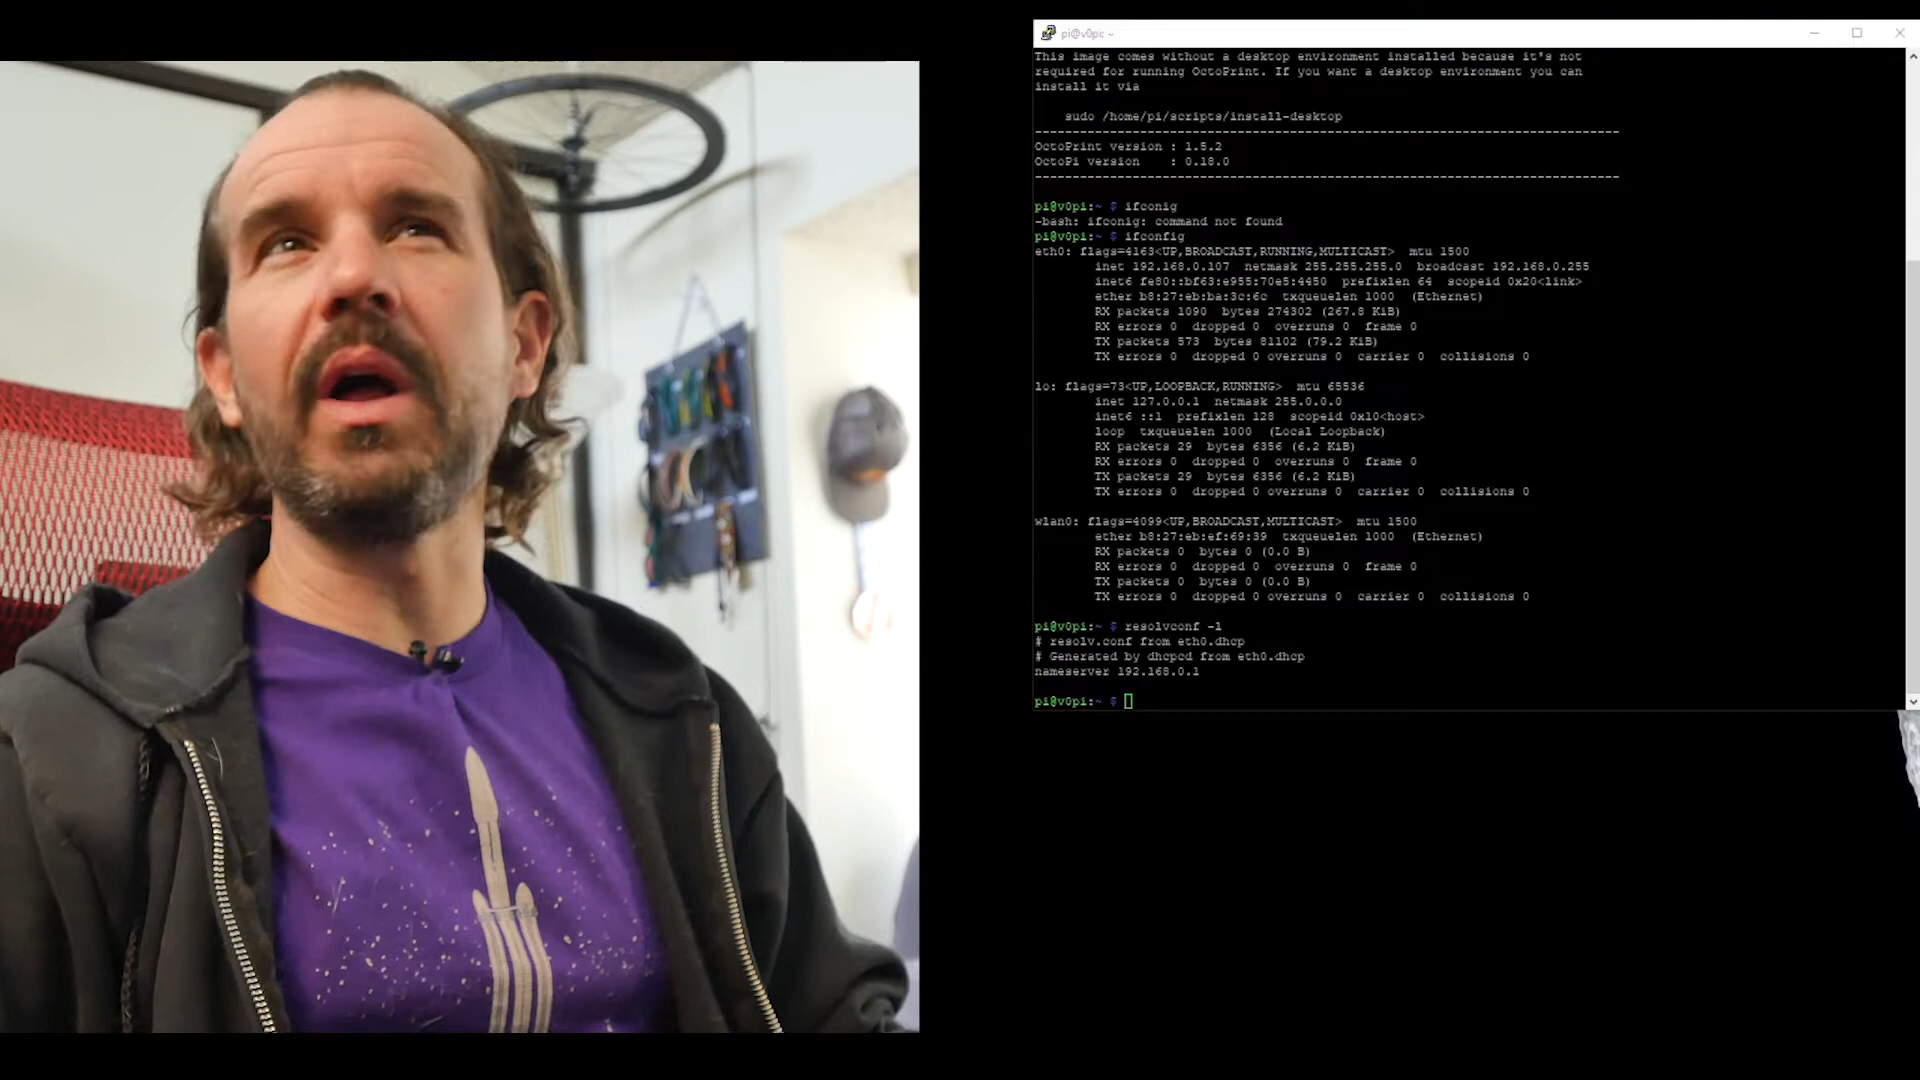 pi@v0pi: ~
This image comes without a desktop environment installed because it's not
required for running OctoPrint. If you want a desktop environment you can
install it via
sudo /home/pi/scripts/install-desktop
------------------------------------------------------------------------------
OctoPrint version : 1.5.2
OctoPi version    : 0.18.0
------------------------------------------------------------------------------
pi@v0pi:~ $ ifconig
-bash: ifconig: command not found
pi@v0pi:~ $ ifconfig
eth0: flags=4163<UP,BROADCAST,RUNNING,MULTICAST>  mtu 1500
inet 192.168.0.107  netmask 255.255.255.0  broadcast 192.168.0.255
inet6 fe80::bf63:e955:70e5:4450  prefixlen 64  scopeid 0x20<link>
ether b8:27:eb:ba:3c:6c  txqueuelen 1000  (Ethernet)
RX packets 1090  bytes 274302 (267.8 KiB)
RX errors 0  dropped 0  overruns 0  frame 0
TX packets 573  bytes 81102 (79.2 KiB)
TX errors 0  dropped 0 overruns 0  carrier 0  collisions 0
lo: flags=73<UP,LOOPBACK,RUNNING>  mtu 65536
inet 127.0.0.1  netmask 255.0.0.0
inet6 ::1  prefixlen 128  scopeid 0x10<host>
loop  txqueuelen 1000  (Local Loopback)
RX packets 29  bytes 6356 (6.2 KiB)
RX errors 0  dropped 0  overruns 0  frame 0
TX packets 29  bytes 6356 (6.2 KiB)
TX errors 0  dropped 0 overruns 0  carrier 0  collisions 0
wlan0: flags=4099<UP,BROADCAST,MULTICAST>  mtu 1500
ether b8:27:eb:ef:69:39  txqueuelen 1000  (Ethernet)
RX packets 0  bytes 0 (0.0 B)
RX errors 0  dropped 0  overruns 0  frame 0
TX packets 0  bytes 0 (0.0 B)
TX errors 0  dropped 0 overruns 0  carrier 0  collisions 0
pi@v0pi:~ $ resolvconf -l
# resolv.conf from eth0.dhcp
# Generated by dhcpcd from eth0.dhcp
nameserver 192.168.0.1
pi@v0pi:~ $